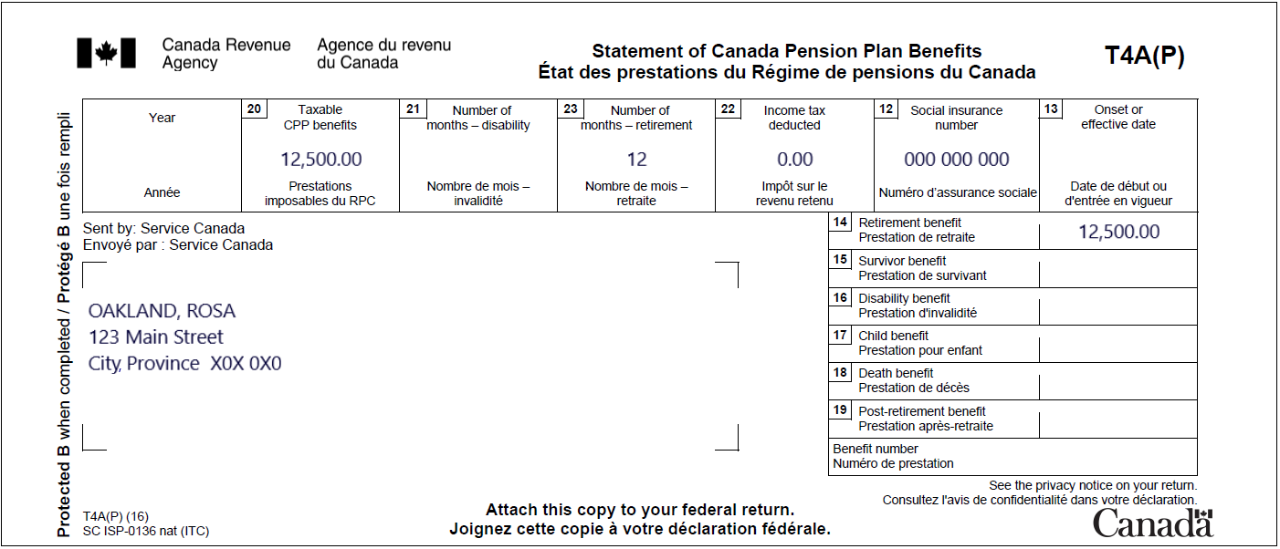 Canada Revenue Agency
Agence du revenu du Canada
Statement of Canada Pension Plan Benefits
État des prestations du Régime de pensions du Canada
T4A(P)
Protected B when completed / Protégé B une fois rempli
Year
Année
20 Taxable CPP benefits
12,500.00
Prestations imposables du RPC
21 Number of months – disability
Nombre de mois – invalidité
23 Number of months – retirement
12
Nombre de mois – retraite
22 Income tax deducted
0.00
Impôt sur le revenu retenu
12 Social insurance number
000 000 000
Numéro d'assurance sociale
13 Onset or effective date
Date de début ou d'entrée en vigueur
Sent by: Service Canada
Envoyé par : Service Canada
OAKLAND, ROSA
123 Main Street
City, Province X0X 0X0
14 Retirement benefit
Prestation de retraite
12,500.00
15 Survivor benefit
Prestation de survivant
16 Disability benefit
Prestation d'invalidité
17 Child benefit
Prestation pour enfant
18 Death benefit
Prestation de décès
19 Post-retirement benefit
Prestation après-retraite
Benefit number
Numéro de prestation
See the privacy notice on your return.
Consultez l'avis de confidentialité dans votre déclaration.
T4A(P) (16)
SC ISP-0136 nat (ITC)
Attach this copy to your federal return.
Joignez cette copie à votre déclaration fédérale.
Canada